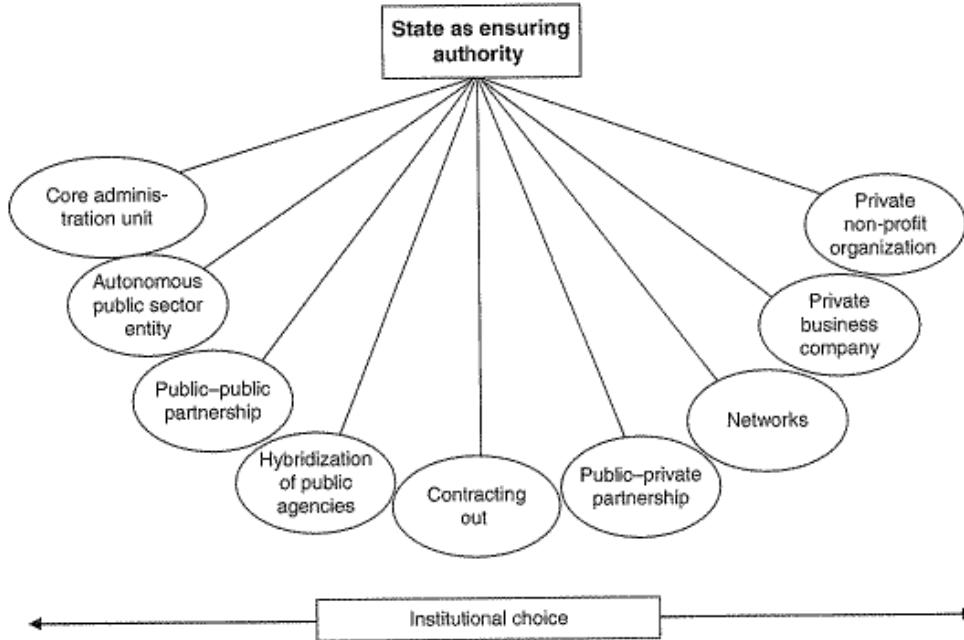 State as ensuring
authority
Core adminis-
tration unit
Autonomous
public sector
entity
Public–public
partnership
Hybridization
of public
agencies
Contracting
out
Public–private
partnership
Networks
Private
business
company
Private
non-profit
organization
Institutional choice